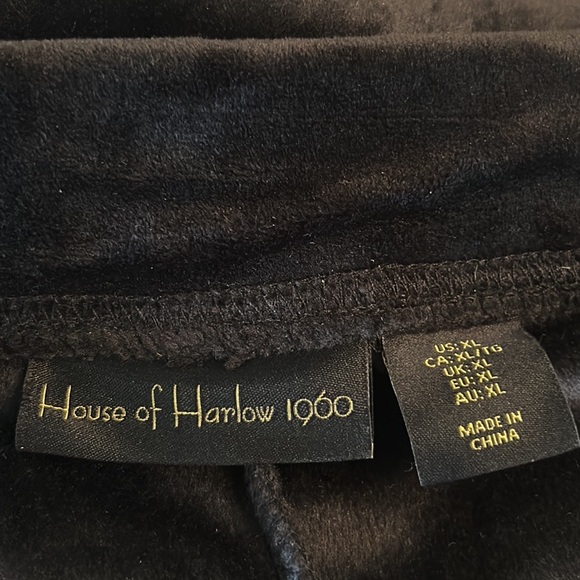 House of Harlow 1960
US: XL
CA: XL/TG
UK: XL
EU: XL
AU: XL
MADE IN
CHINA